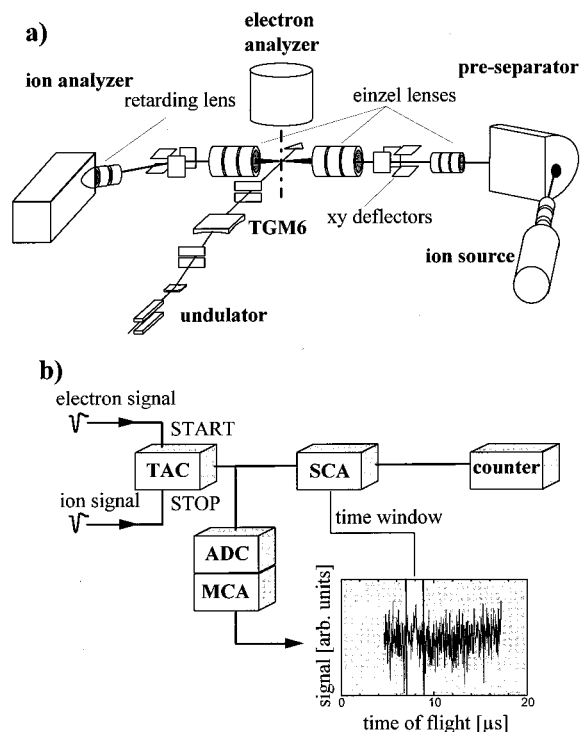 a)
electron
analyzer
ion analyzer
pre-separator
retarding lens
einzel lenses
xy deflectors
TGM6
ion source
undulator
b)
electron signal
START
TAC
SCA
counter
ion signal
STOP
time window
ADC
MCA
signal [arb. units]
0
10
20
time of flight [µs]